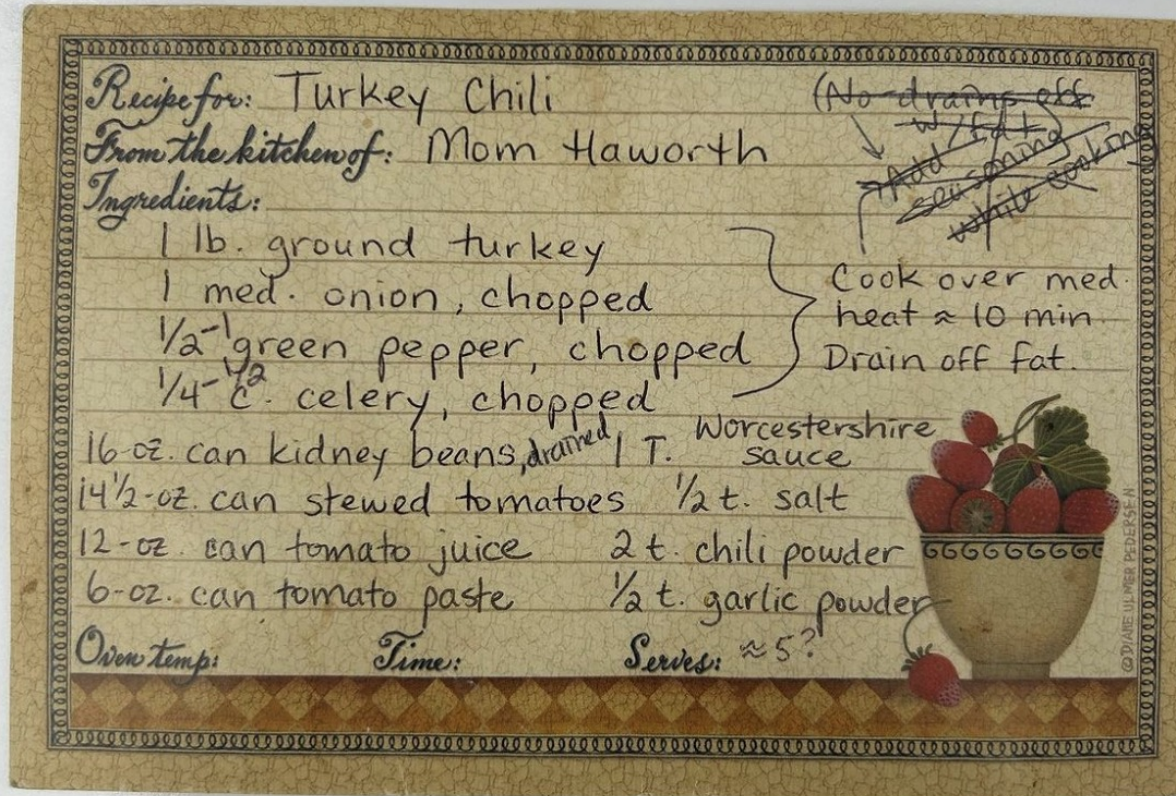 Recipe for: Turkey Chili
(No-drains off
w/fat)
Add
seasoning
while cooking
From the kitchen of: Mom Haworth
Ingredients:
1 lb. ground turkey
1 med. onion, chopped
1/2-1 green pepper, chopped
1/4-1/2 c. celery, chopped
Cook over med.
heat ≈ 10 min.
Drain off fat.
16-oz. can kidney beans, drained
14 1/2-oz. can stewed tomatoes
12-oz. can tomato juice
6-oz. can tomato paste
1 T. Worcestershire
sauce
1/2 t. salt
2 t. chili powder
1/2 t. garlic powder
Oven temp: Time: Serves: ≈5?
©DIANE ULMER PEDERSEN